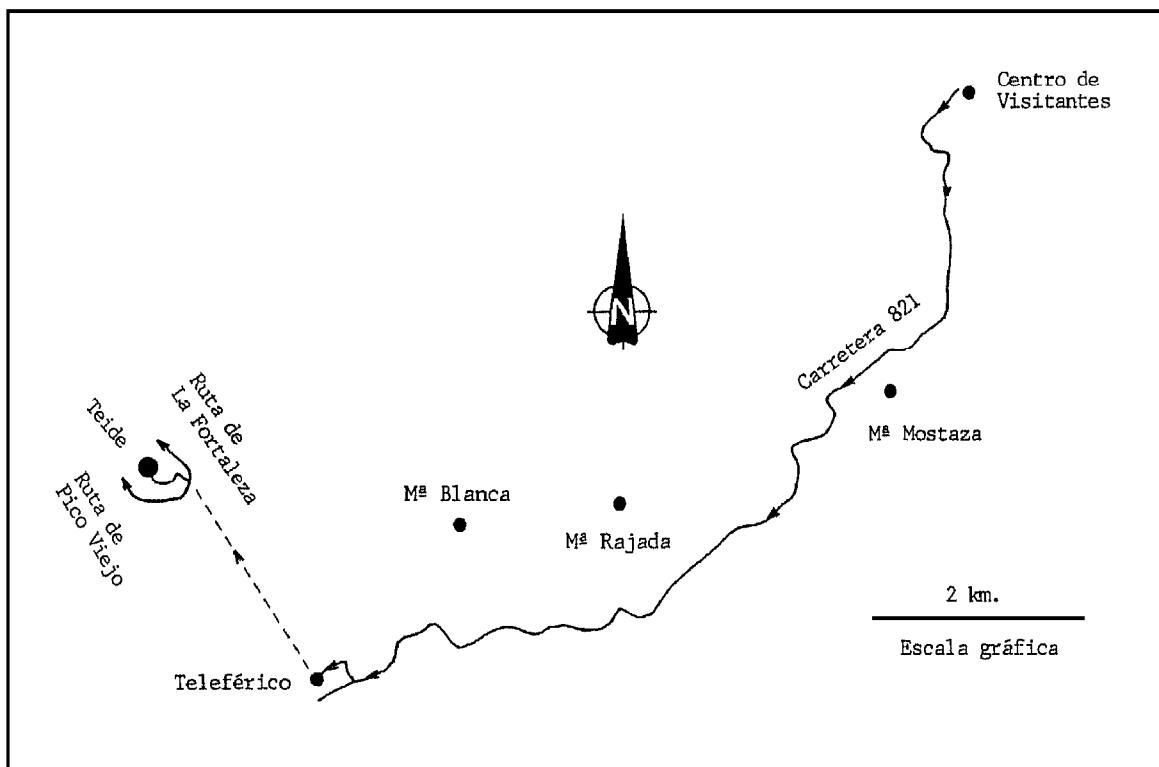 Centro de
Visitantes
N
Carretera 821
Mª Mostaza
Ruta de
La Fortaleza
Teide
Ruta de
Pico Viejo
Mª Blanca
Mª Rajada
2 km.
Escala gráfica
Teleférico